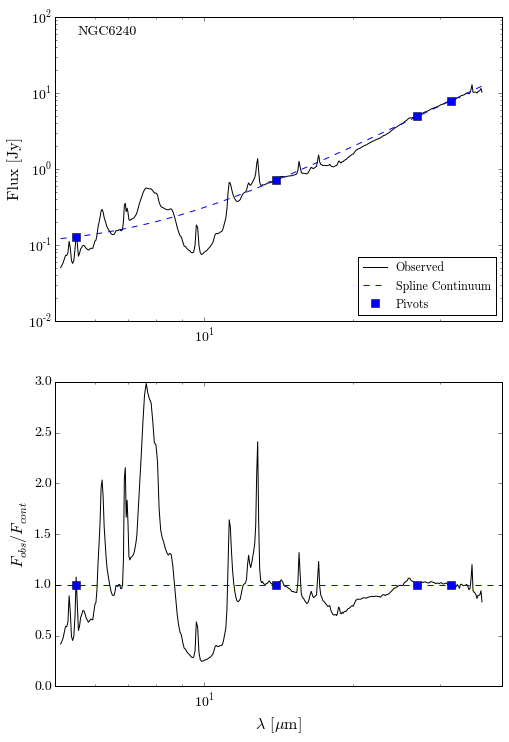 NGC6240
10^2
10^1
10^0
10^-1
10^-2
Flux [Jy]
Observed
Spline Continuum
Pivots
10^1
3.0
2.5
2.0
1.5
1.0
0.5
0.0
F_obs/F_cont
10^1
λ [μm]